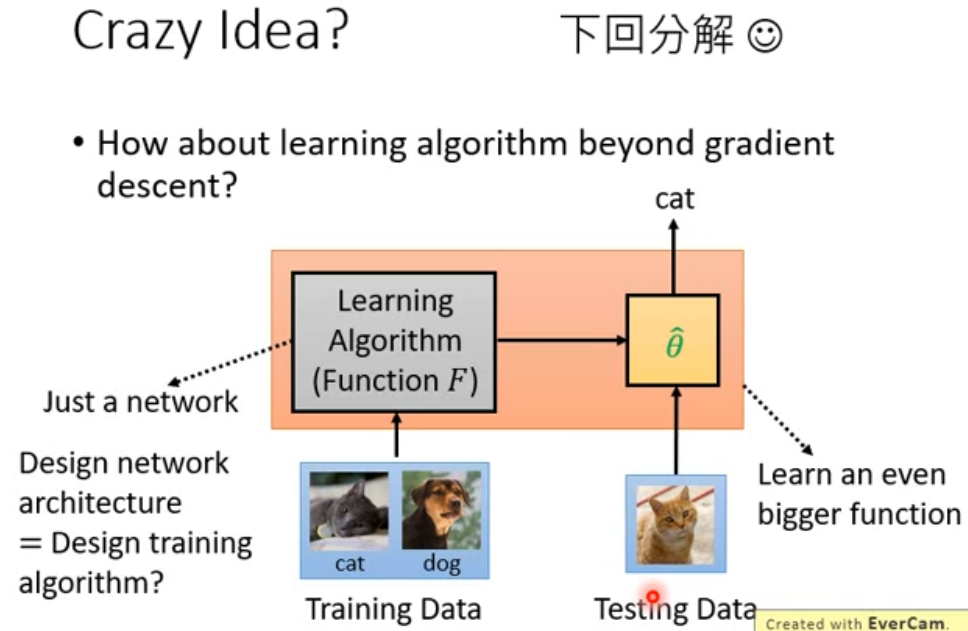 Crazy Idea?
下回分解 ☺
• How about learning algorithm beyond gradient
descent?
cat
Learning
Algorithm
(Function F)
θ̂
Just a network
Design network
architecture
= Design training
algorithm?
cat
dog
Training Data
Testing Data
Learn an even
bigger function
Created with EverCam.